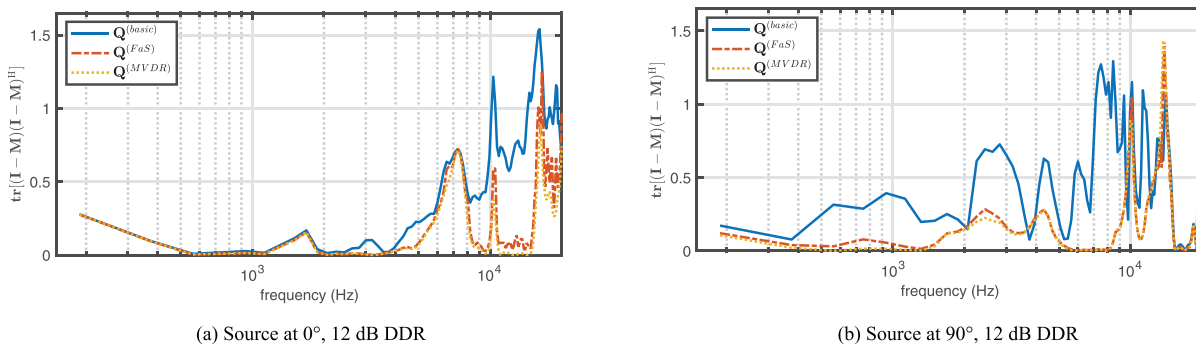 1.5
1
0.5
0
tr[(I − M)(I − M)^H]
Q^(basic)
Q^(FaS)
Q^(MVDR)
10^3
10^4
frequency (Hz)
(a) Source at 0°, 12 dB DDR
1.5
1
0.5
0
tr[(I − M)(I − M)^H]
Q^(basic)
Q^(FaS)
Q^(MVDR)
10^3
10^4
frequency (Hz)
(b) Source at 90°, 12 dB DDR